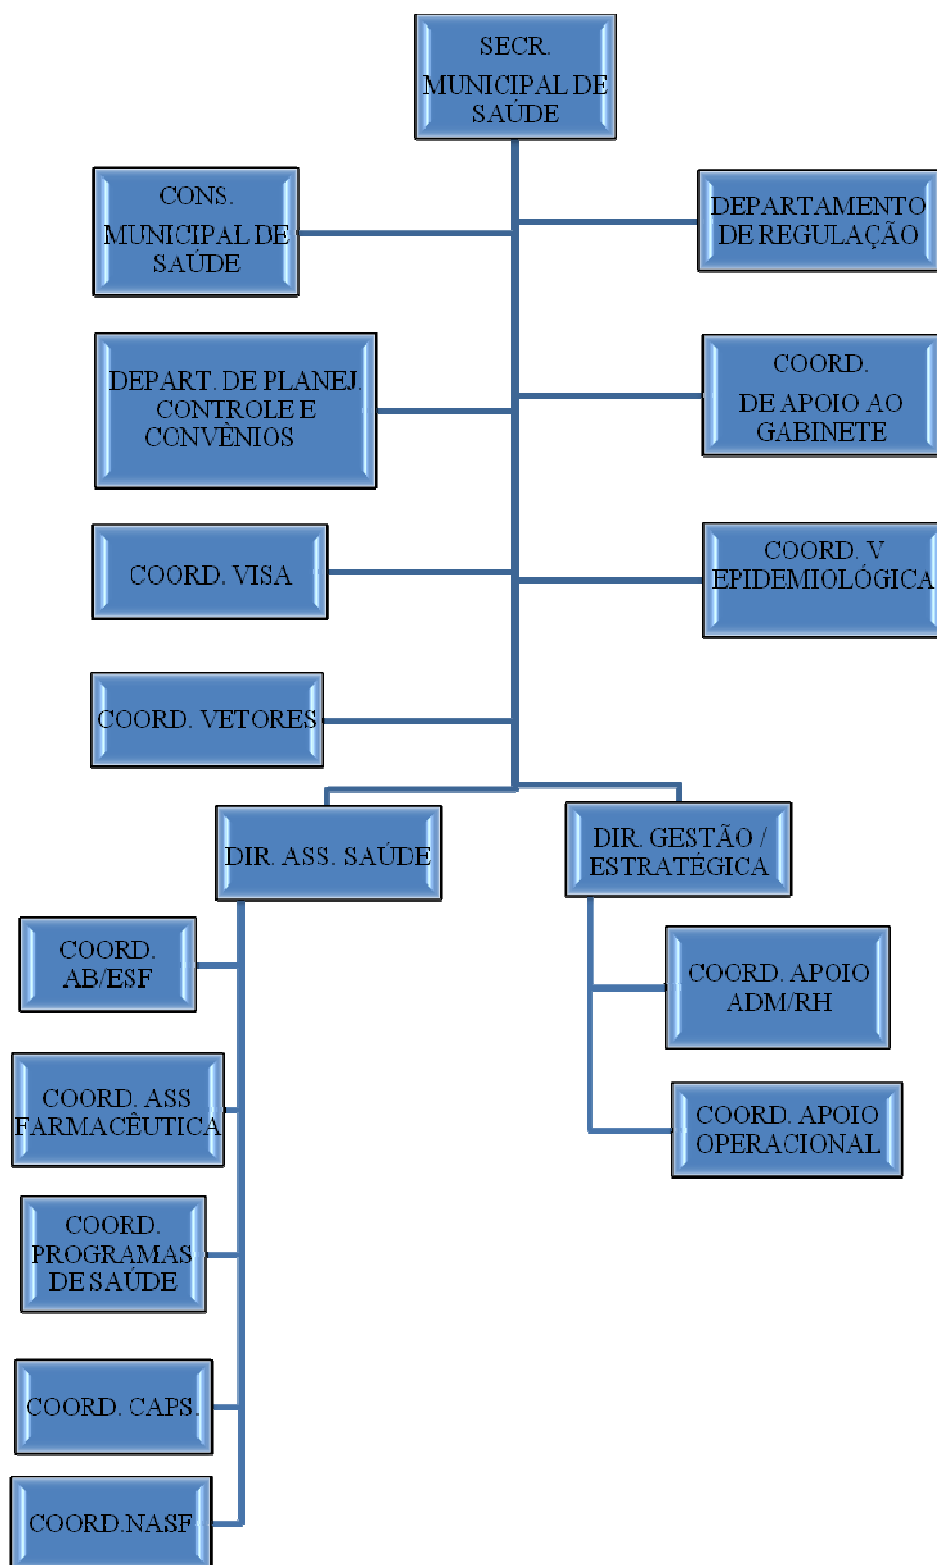 SECR.
MUNICIPAL DE
SAÚDE
CONS.
MUNICIPAL DE
SAÚDE
DEPARTAMENTO
DE REGULAÇÃO
DEPART. DE PLANEJ.
CONTROLE E
CONVÊNIOS
COORD.
DE APOIO AO
GABINETE
COORD. VISA
COORD. V
EPIDEMIOLÓGICA
COORD. VETORES
DIR. ASS. SAÚDE
DIR. GESTÃO /
ESTRATÉGICA
COORD.
AB/ESF
COORD. APOIO
ADM/RH
COORD. ASS
FARMACÊUTICA
COORD. APOIO
OPERACIONAL
COORD.
PROGRAMAS
DE SAÚDE
COORD. CAPS.
COORD.NASF